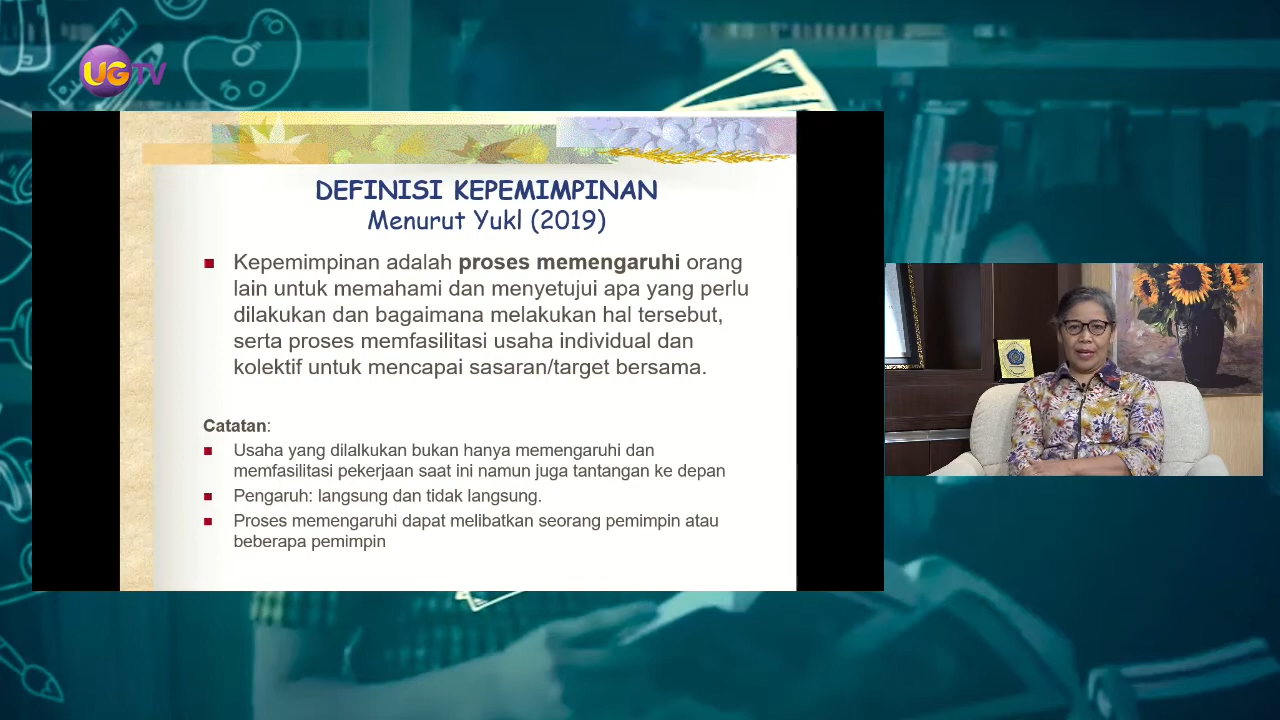 UGTV
DEFINISI KEPEMIMPINAN
Menurut Yukl (2019)
Kepemimpinan adalah proses memengaruhi orang
lain untuk memahami dan menyetujui apa yang perlu
dilakukan dan bagaimana melakukan hal tersebut,
serta proses memfasilitasi usaha individual dan
kolektif untuk mencapai sasaran/target bersama.
Catatan:
Usaha yang dilalkukan bukan hanya memengaruhi dan
memfasilitasi pekerjaan saat ini namun juga tantangan ke depan
Pengaruh: langsung dan tidak langsung.
Proses memengaruhi dapat melibatkan seorang pemimpin atau
beberapa pemimpin